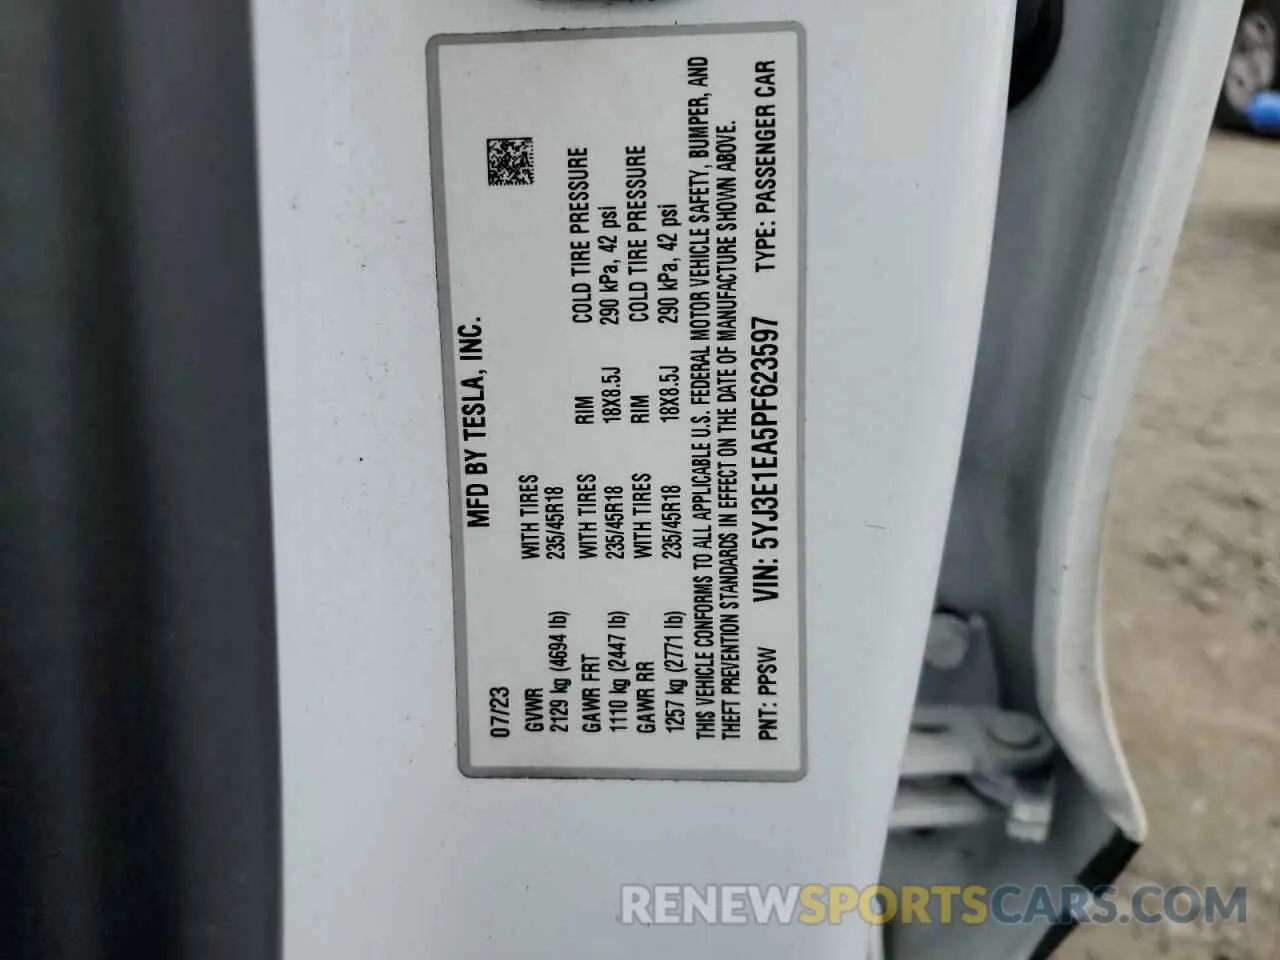 MFD BY TESLA, INC.
07/23
GVWR WITH TIRES
2129 kg (4694 lb) 235/45R18
GAWR FRT WITH TIRES RIM COLD TIRE PRESSURE
1110 kg (2447 lb) 235/45R18 18X8.5J 290 kPa, 42 psi
GAWR RR WITH TIRES RIM COLD TIRE PRESSURE
1257 kg (2771 lb) 235/45R18 18X8.5J 290 kPa, 42 psi
THIS VEHICLE CONFORMS TO ALL APPLICABLE U.S. FEDERAL MOTOR VEHICLE SAFETY, BUMPER, AND
THEFT PREVENTION STANDARDS IN EFFECT ON THE DATE OF MANUFACTURE SHOWN ABOVE.
PNT: PPSW VIN: 5YJ3E1EA5PF623597 TYPE: PASSENGER CAR
RENEWSPORTSCARS.COM